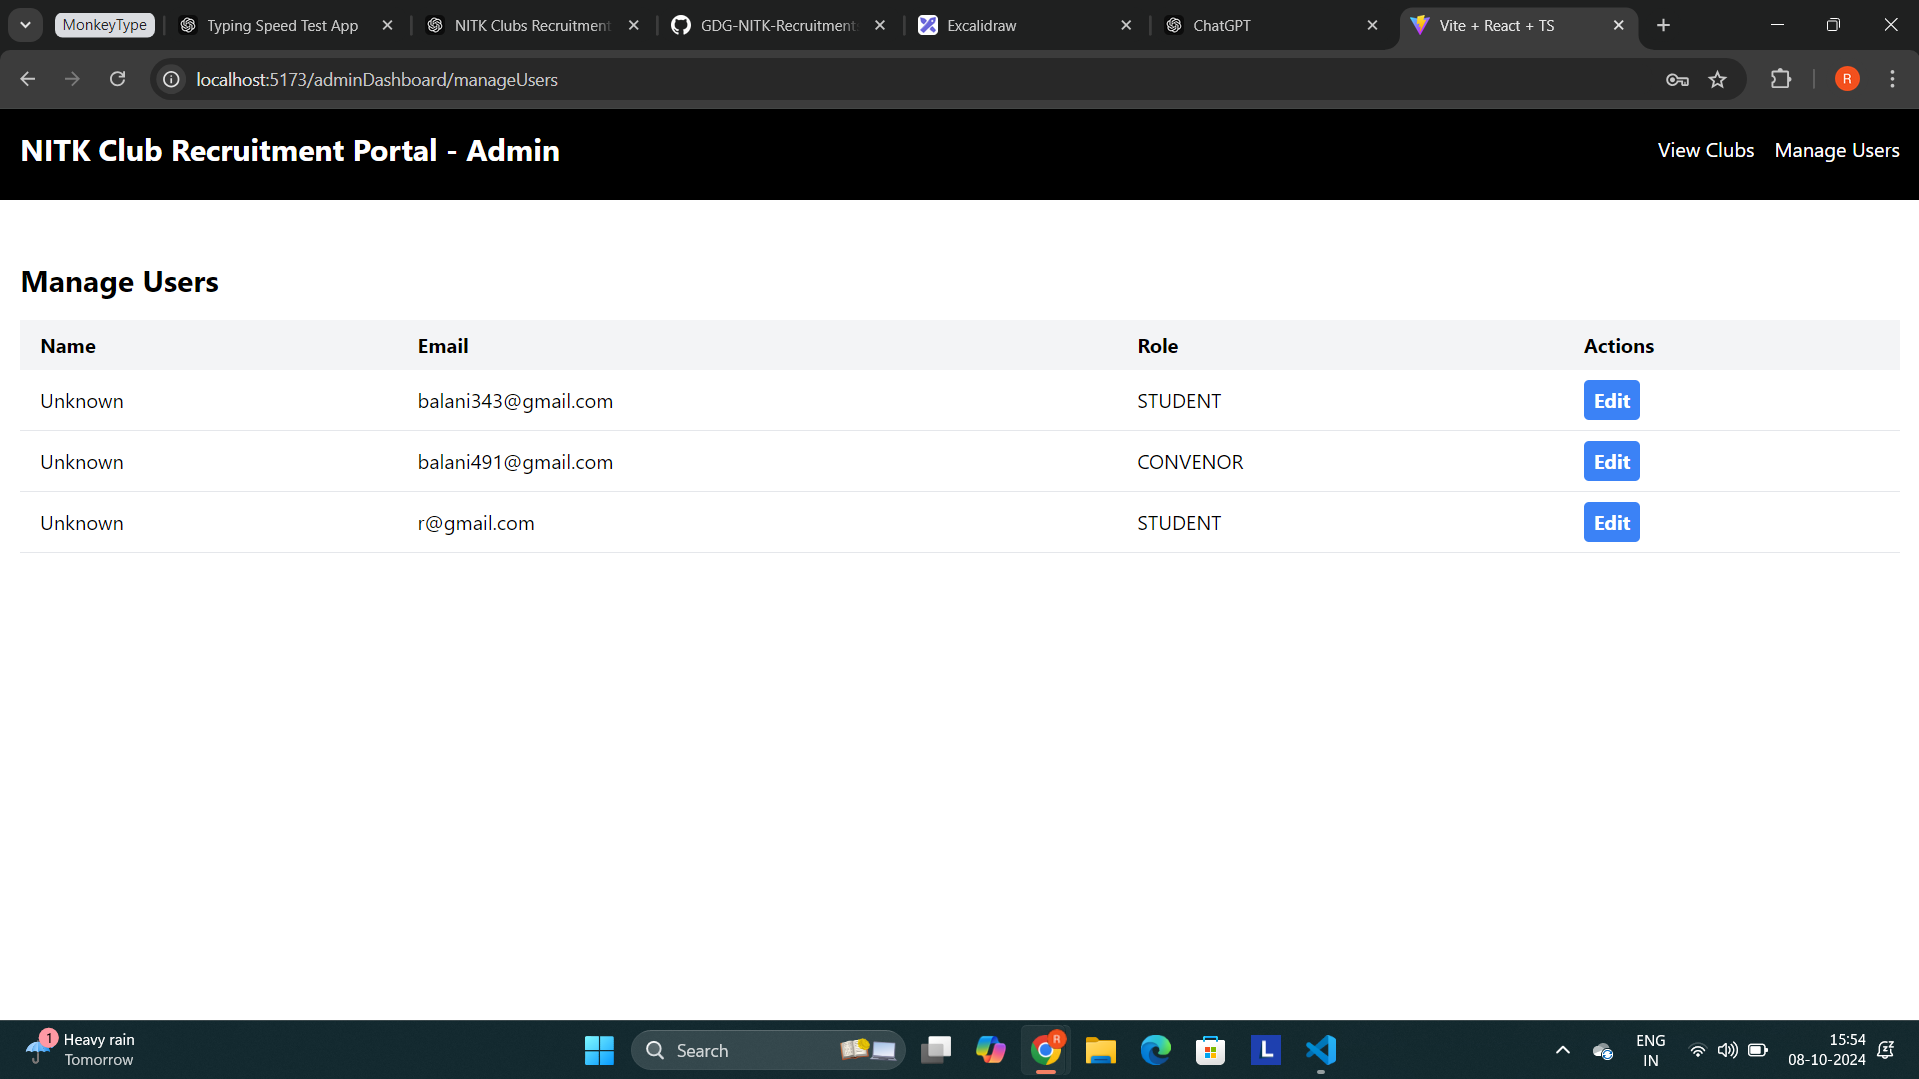 MonkeyType
Typing Speed Test App
NITK Clubs Recruitment
GDG-NITK-Recruitment
Excalidraw
ChatGPT
Vite + React + TS
localhost:5173/adminDashboard/manageUsers
R
NITK Club Recruitment Portal - Admin
View Clubs
Manage Users
Manage Users
Name Email Role Actions
Unknown balani343@gmail.com STUDENT Edit
Unknown balani491@gmail.com CONVENOR Edit
Unknown r@gmail.com STUDENT Edit
1
Heavy rain
Tomorrow
Search
R
L
ENG
IN
15:54
08-10-2024